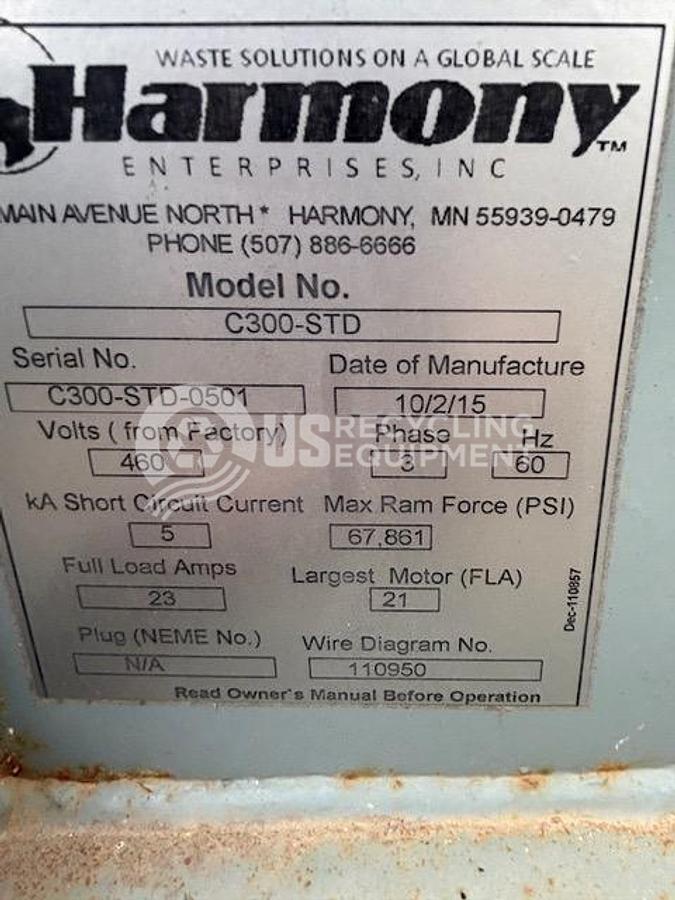 WASTE SOLUTIONS ON A GLOBAL SCALE
Harmony™
ENTERPRISES, INC
MAIN AVENUE NORTH * HARMONY, MN 55939-0479
PHONE (507) 886-6666
Model No.
C300-STD
Serial No. Date of Manufacture
C300-STD-0501 10/2/15
Volts ( from Factory) Phase Hz
460 3 60
US RECYCLING EQUIPMENT
kA Short Circuit Current Max Ram Force (PSI)
5 67,861
Full Load Amps Largest Motor (FLA)
23 21
Plug (NEME No.) Wire Diagram No.
N/A 110950
Read Owner's Manual Before Operation
Dec-110857